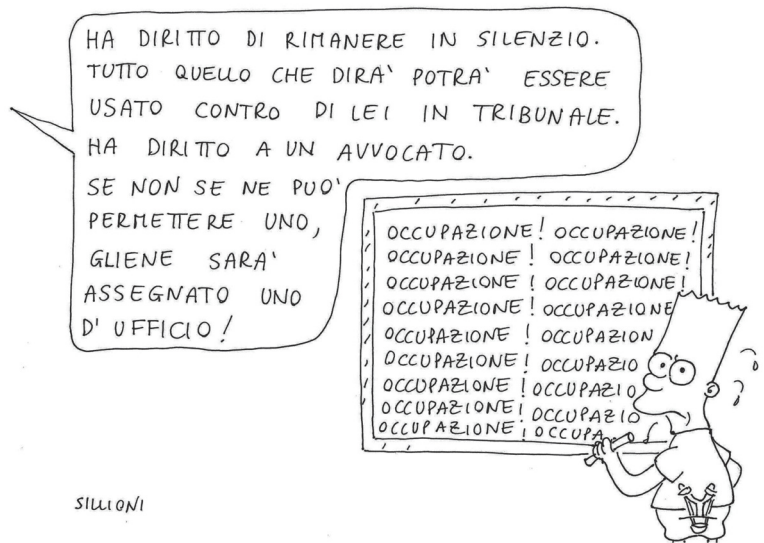 HA DIRITTO DI RIMANERE IN SILENZIO.
TUTTO QUELLO CHE DIRA' POTRA' ESSERE
USATO CONTRO DI LEI IN TRIBUNALE.
HA DIRITTO A UN AVVOCATO.
SE NON SE NE PUO'
PERMETTERE UNO,
GLIENE SARA'
ASSEGNATO UNO
D'UFFICIO!
OCCUPAZIONE! OCCUPAZIONE!
OCCUPAZIONE! OCCUPAZIONE!
OCCUPAZIONE! OCCUPAZIONE!
OCCUPAZIONE! OCCUPAZIONE
OCCUPAZIONE! OCCUPAZION
OCCUPAZIONE! OCCUPAZIO
OCCUPAZIONE! OCCUPAZIO
OCCUPAZIONE! OCCUPAZIO
OCCUPAZIONE! OCCUPA
SILLIONI